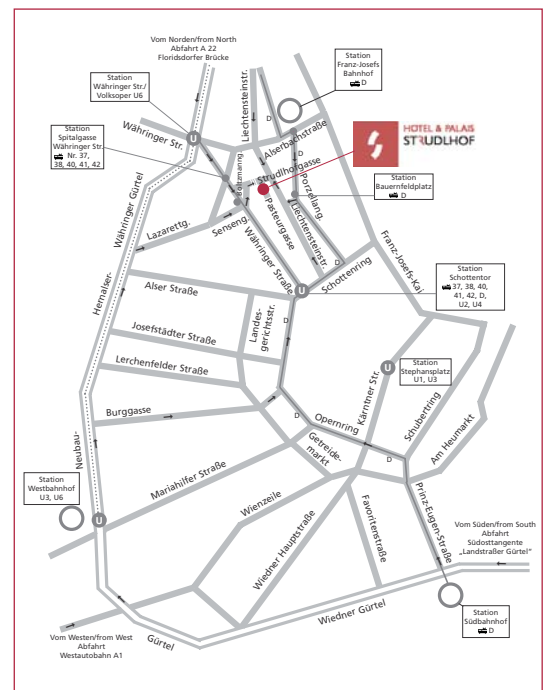 Vom Norden/from North
Abfahrt A 22
Floridsdorfer Brücke
Station
Franz-Josefs
Bahnhof
D
Station
Währinger Str./
Volksoper U6
Station
Spitalgasse
Währinger Str.
Nr. 37,
38, 40, 41, 42
Währinger Str.
Liechtensteinstr.
D
Alserbachstraße
D
HOTEL & PALAIS
STRUDLHOF
U
Boltzmanng.
Strudlhofgasse
Porzellang.
Station
Bauernfeldplatz
D
Währinger Gürtel
Lazarettg.
Senseng.
Pasteurgasse
Liechtensteinstr.
Franz-Josefs-Kai
Währinger Straße
Schottenring
D
Hernalser-
Alser Straße
U
Station
Schottentor
37, 38, 40,
41, 42, D,
U2, U4
Landes-
gerichtsstr.
D
Josefstädter Straße
Lerchenfelder Straße
U
Station
Stephansplatz
U1, U3
Kärntner Str.
Schubertring
Burggasse
D
Opernring
Am Heumarkt
Neubau-
Getreide-
markt
D
Mariahilfer Straße
Station
Westbahnhof
U3, U6
U
Wienzeile
Wiedner Hauptstraße
Favoritenstraße
Prinz-Eugen-Straße
Vom Süden/from South
Abfahrt
Südosttangente
„Landstraßer Gürtel“
Wiedner Gürtel
Station
Südbahnhof
D
Gürtel
Vom Westen/from West
Abfahrt
Westautobahn A1